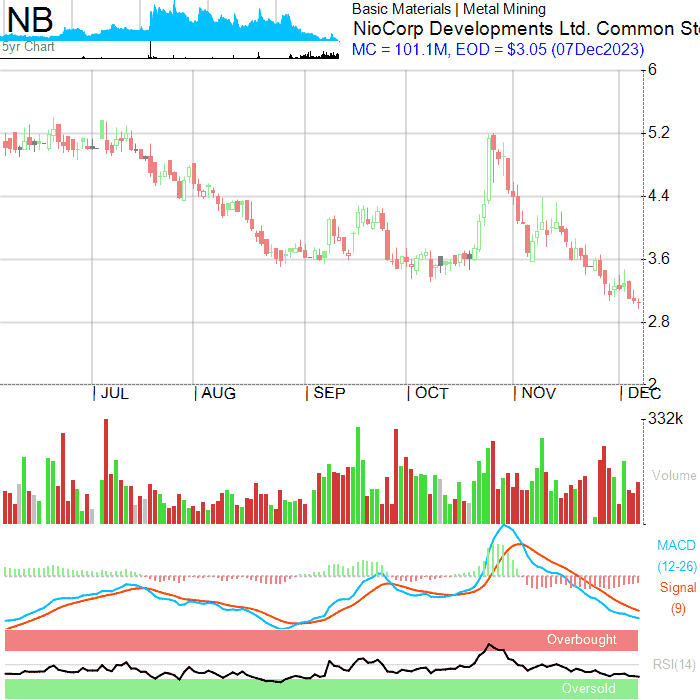 NB
5yr Chart
Basic Materials | Metal Mining
NioCorp Developments Ltd. Common
MC = 101.1M, EOD = $3.05 (07Dec2023)
6
5.2
4.4
3.6
2.8
2
JUL AUG SEP OCT NOV DEC
332k
Volume
MACD
(12-26)
Signal
(9)
Overbought
RSI(14)
Oversold